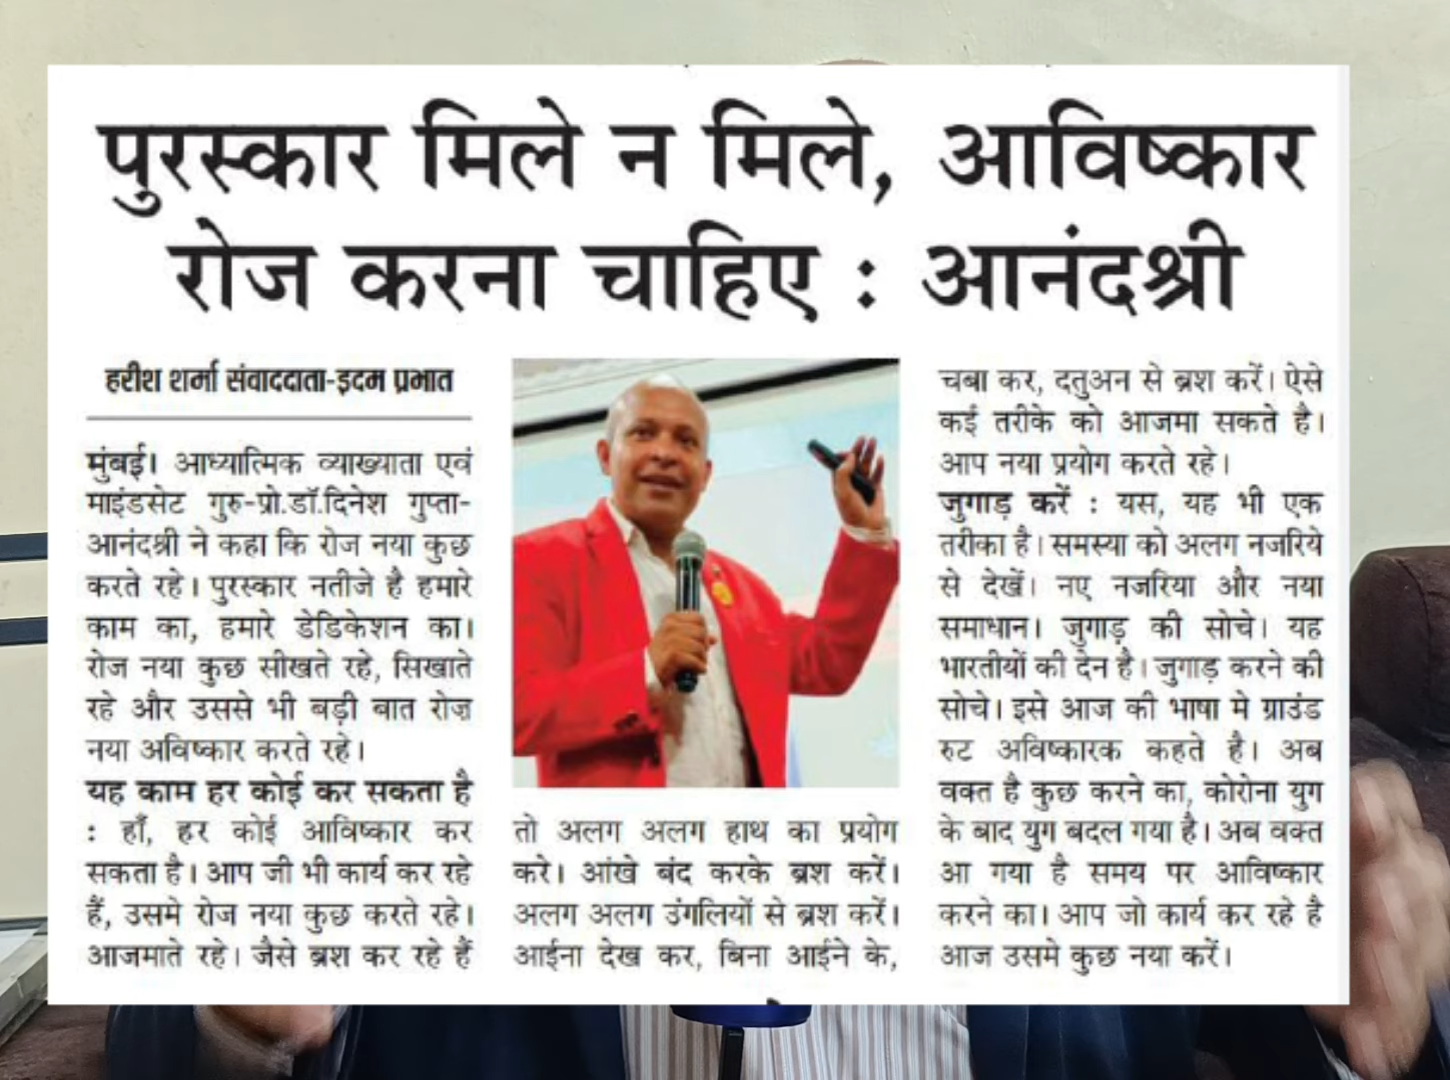 पुरस्कार मिले न मिले, आविष्कार
रोज करना चाहिए : आनंदश्री
हरीश शर्मा संवाददाता-इदम प्रभात
मुंबई। आध्यात्मिक व्याख्याता एवं
माइंडसेट गुरु-प्रो.डॉ.दिनेश गुप्ता-
आनंदश्री ने कहा कि रोज नया कुछ
करते रहे। पुरस्कार नतीजे है हमारे
काम का, हमारे डेडिकेशन का।
रोज नया कुछ सीखते रहे, सिखाते
रहे और उससे भी बड़ी बात रोज़
नया अविष्कार करते रहे।
यह काम हर कोई कर सकता है
: हाँ, हर कोई आविष्कार कर
सकता है। आप जी भी कार्य कर रहे
हैं, उसमे रोज नया कुछ करते रहे।
आजमाते रहे। जैसे ब्रश कर रहे हैं
तो अलग अलग हाथ का प्रयोग
करे। आंखे बंद करके ब्रश करें।
अलग अलग उंगलियों से ब्रश करें।
आईना देख कर, बिना आईने के,
चबा कर, दतुअन से ब्रश करें। ऐसे
कई तरीके को आजमा सकते है।
आप नया प्रयोग करते रहे।
जुगाड़ करें : यस, यह भी एक
तरीका है। समस्या को अलग नजरिये
से देखें। नए नजरिया और नया
समाधान। जुगाड़ की सोचे। यह
भारतीयों की देन है। जुगाड़ करने की
सोचे। इसे आज की भाषा मे ग्राउंड
रुट अविष्कारक कहते है। अब
वक्त है कुछ करने का, कोरोना युग
के बाद युग बदल गया है। अब वक्त
आ गया है समय पर आविष्कार
करने का। आप जो कार्य कर रहे है
आज उसमे कुछ नया करें।